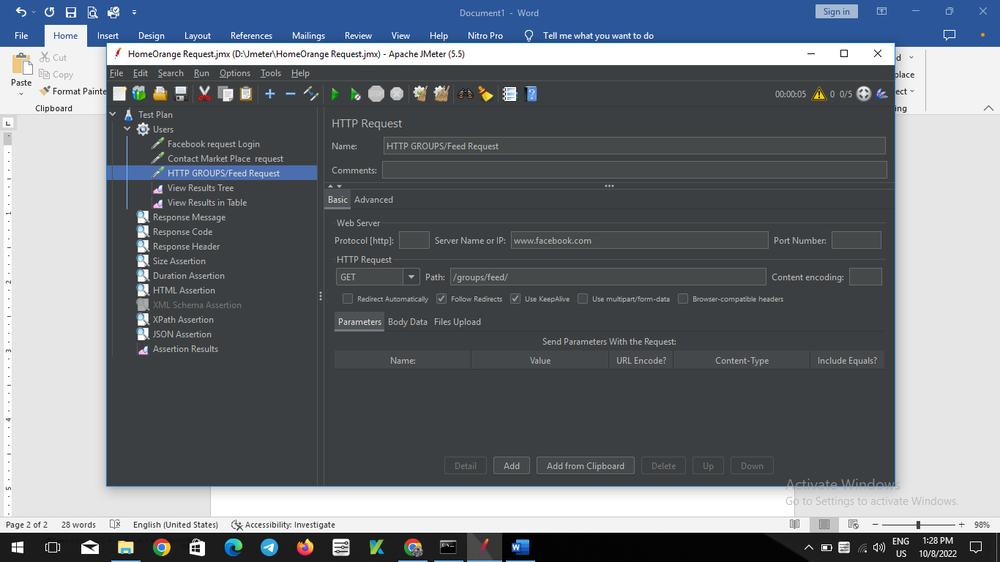 Document1 - Word
Sign in
File Home Insert Design Layout References Mailings Review View Help Nitro Pro Tell me what you want to do
Paste
Cut
Copy
Format Painte
Clipboard
d
place
ect
ing
HomeOrange Request.jmx (D:\Jmeter\HomeOrange Request.jmx) - Apache JMeter (5.5)
File Edit Search Run Options Tools Help
00:00:05 0 0/5
Test Plan
Users
Facebook request Login
Contact Market Place request
HTTP GROUPS/Feed Request
View Results Tree
View Results in Table
Response Message
Response Code
Response Header
Size Assertion
Duration Assertion
HTML Assertion
XML Schema Assertion
XPath Assertion
JSON Assertion
Assertion Results
HTTP Request
Name: HTTP GROUPS/Feed Request
Comments:
Basic Advanced
Web Server
Protocol [http]: Server Name or IP: www.facebook.com Port Number:
HTTP Request
GET Path: /groups/feed/ Content encoding:
Redirect Automatically Follow Redirects Use KeepAlive Use multipart/form-data Browser-compatible headers
Parameters Body Data Files Upload
Send Parameters With the Request:
Name: Value URL Encode? Content-Type Include Equals?
Detail Add Add from Clipboard Delete Up Down
Activate Windows
Go to Settings to activate Windows.
Page 2 of 2 28 words English (United States) Accessibility: Investigate 98%
ENG
US
1:28 PM
10/8/2022